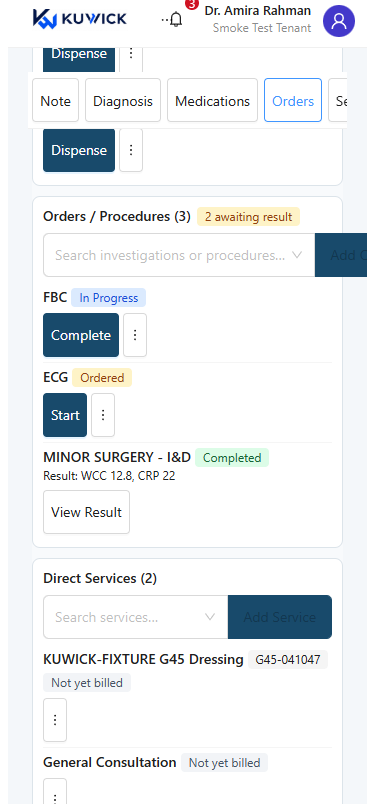 KUWICK
3
Dr. Amira Rahman
Smoke Test Tenant
Dispense
Note
Diagnosis
Medications
Orders
Se
Dispense
Orders / Procedures (3)
2 awaiting result
Search investigations or procedures...
Add
FBC
In Progress
Complete
ECG
Ordered
Start
MINOR SURGERY - I&D
Completed
Result: WCC 12.8, CRP 22
View Result
Direct Services (2)
Search services...
Add Service
KUWICK-FIXTURE G45 Dressing
G45-041047
Not yet billed
General Consultation
Not yet billed